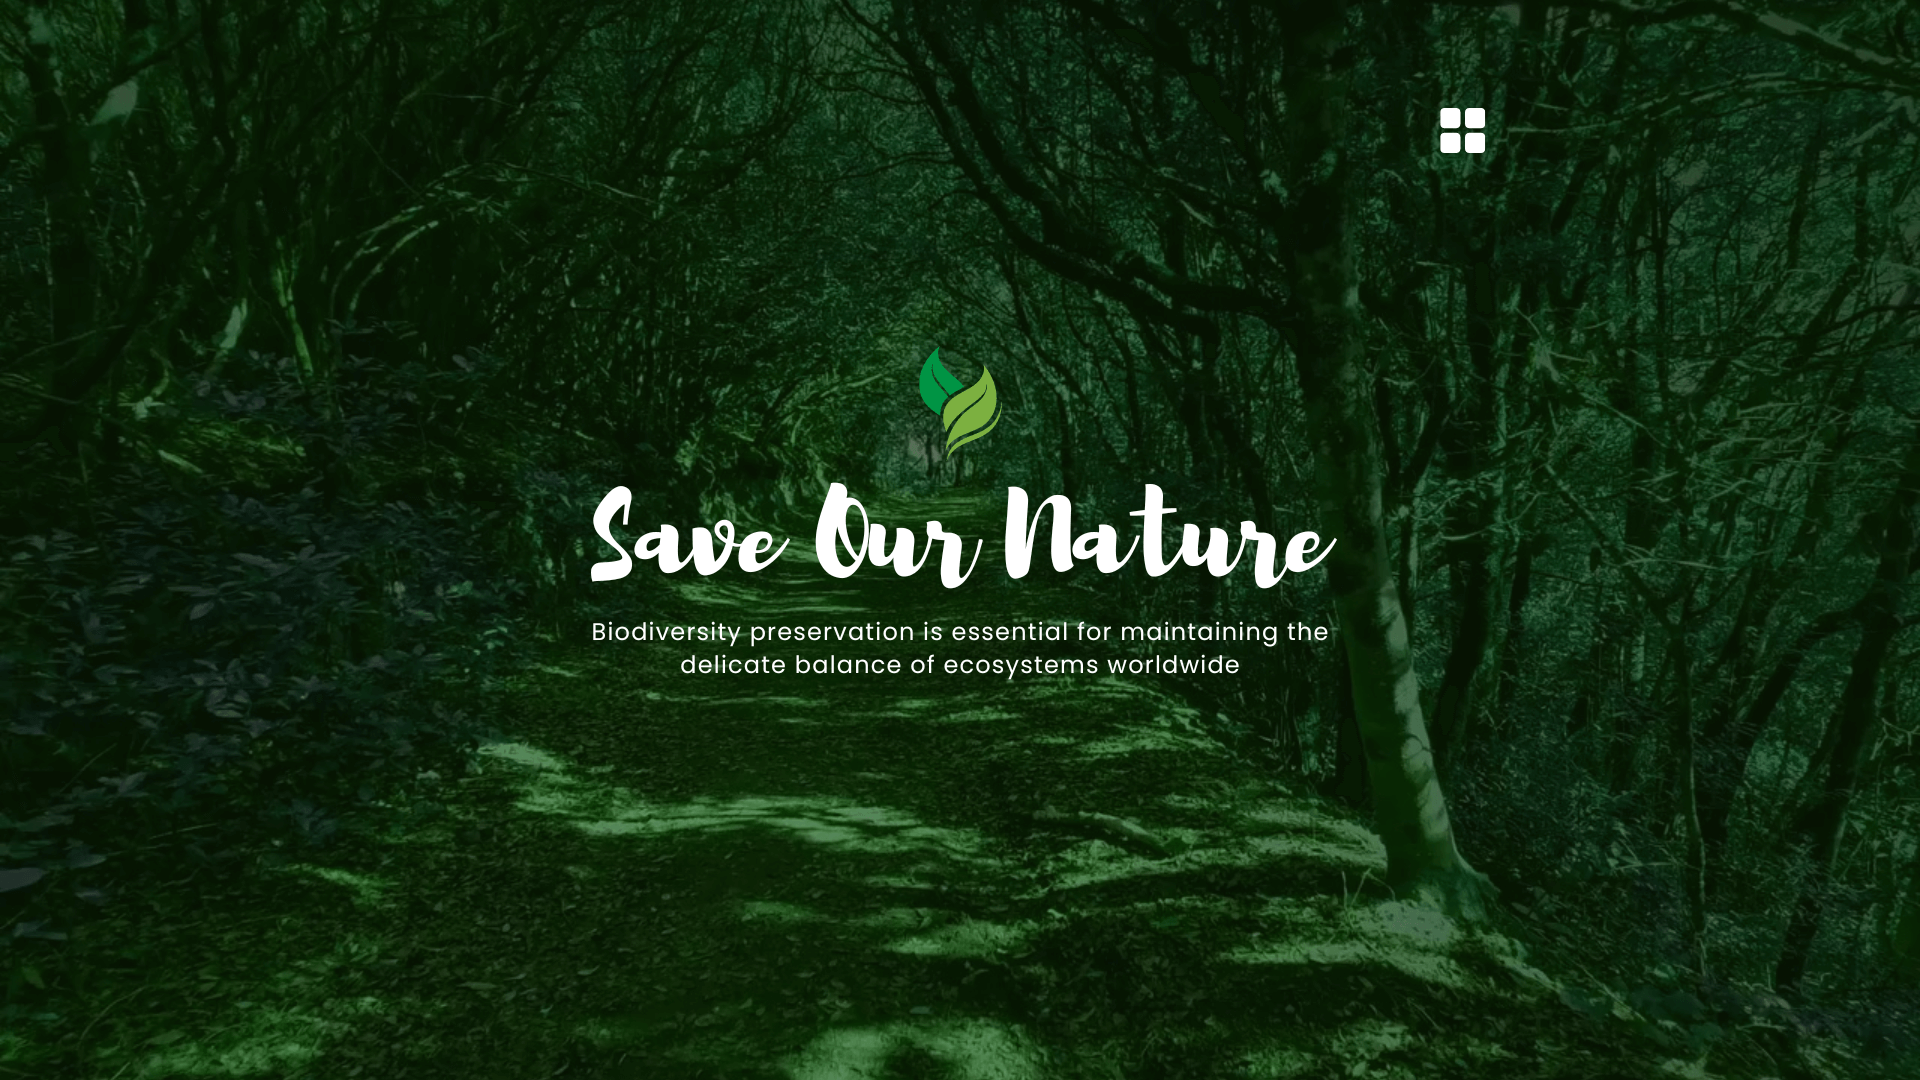 Save Our Nature
Biodiversity preservation is essential for maintaining the
delicate balance of ecosystems worldwide